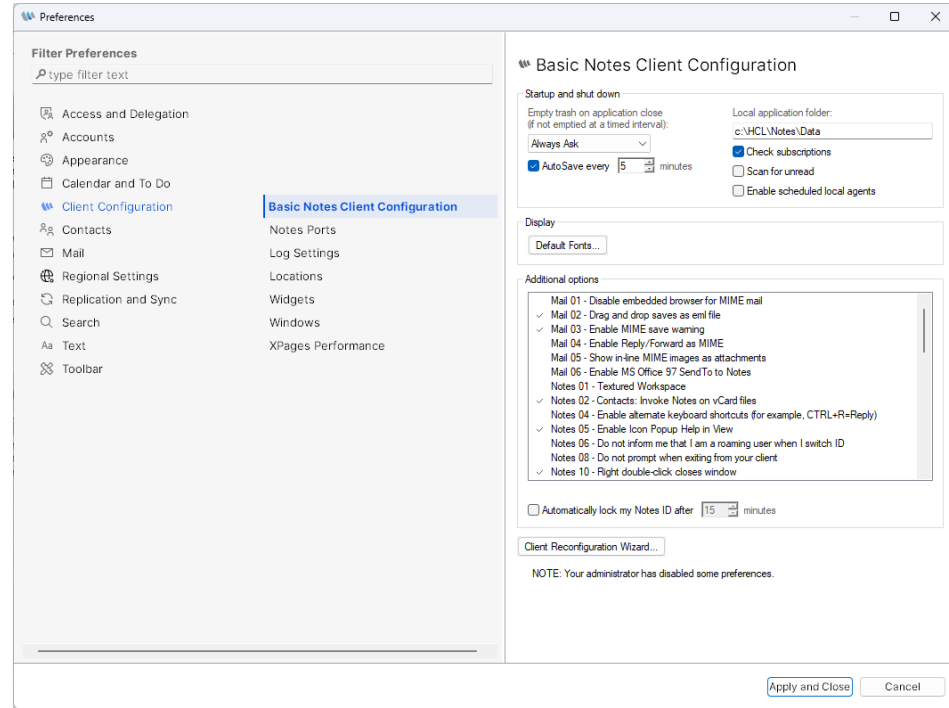 Preferences
Filter Preferences
type filter text
Access and Delegation
Accounts
Appearance
Calendar and To Do
Client Configuration
Contacts
Mail
Regional Settings
Replication and Sync
Search
Aa Text
Toolbar
Basic Notes Client Configuration
Notes Ports
Log Settings
Locations
Widgets
Windows
XPages Performance
Basic Notes Client Configuration
Startup and shut down
Empty trash on application close
(if not emptied at a timed interval):
Always Ask
AutoSave every 5 minutes
Local application folder:
c:\HCL\Notes\Data
Check subscriptions
Scan for unread
Enable scheduled local agents
Display
Default Fonts...
Additional options
Mail 01 - Disable embedded browser for MIME mail
Mail 02 - Drag and drop saves as eml file
Mail 03 - Enable MIME save warning
Mail 04 - Enable Reply/Forward as MIME
Mail 05 - Show in-line MIME images as attachments
Mail 06 - Enable MS Office 97 SendTo to Notes
Notes 01 - Textured Workspace
Notes 02 - Contacts: Invoke Notes on vCard files
Notes 04 - Enable alternate keyboard shortcuts (for example, CTRL+R=Reply)
Notes 05 - Enable Icon Popup Help in View
Notes 06 - Do not inform me that I am a roaming user when I switch ID
Notes 08 - Do not prompt when exiting from your client
Notes 10 - Right double-click closes window
Automatically lock my Notes ID after 15 minutes
Client Reconfiguration Wizard...
NOTE: Your administrator has disabled some preferences.
Apply and Close
Cancel